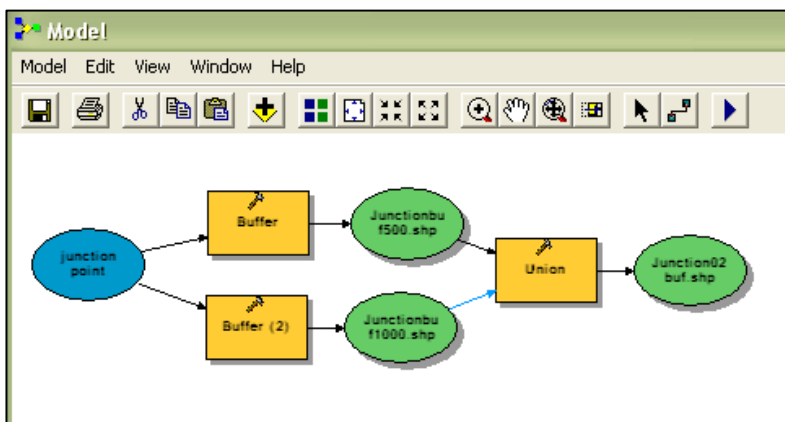 Model
Model Edit View Window Help
junction
point
Buffer
Junctionbu
f500.shp
Buffer (2)
Junctionbu
f1000.shp
Union
Junction02
buf.shp